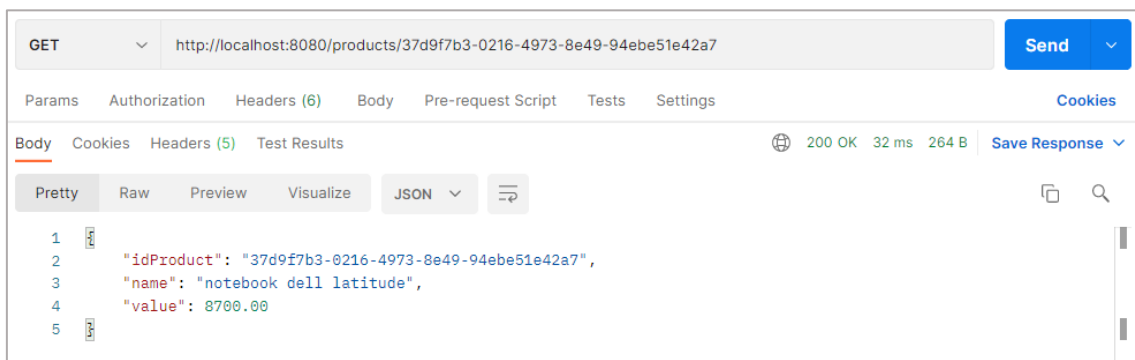 GET http://localhost:8080/products/37d9f7b3-0216-4973-8e49-94ebe51e42a7 Send
Params Authorization Headers (6) Body Pre-request Script Tests Settings Cookies
Body Cookies Headers (5) Test Results 200 OK 32 ms 264 B Save Response
Pretty Raw Preview Visualize JSON
1 {
2 "idProduct": "37d9f7b3-0216-4973-8e49-94ebe51e42a7",
3 "name": "notebook dell latitude",
4 "value": 8700.00
5 }